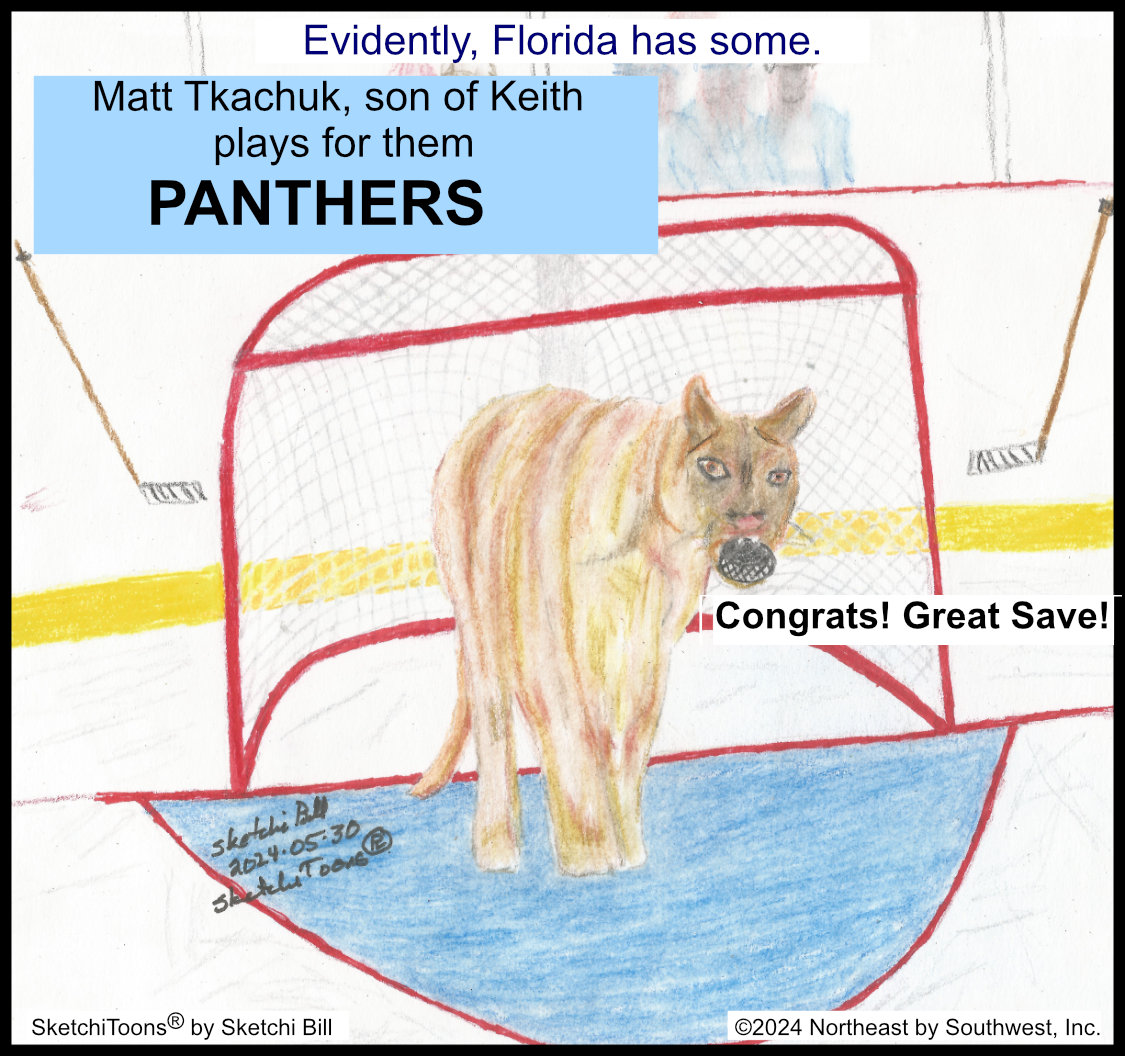 Evidently, Florida has some.
Matt Tkachuk, son of Keith
plays for them
PANTHERS
Congrats! Great Save!
Sketchi Bill
2024.05.30
SketchiToons®
SketchiToons® by Sketchi Bill
©2024 Northeast by Southwest, Inc.